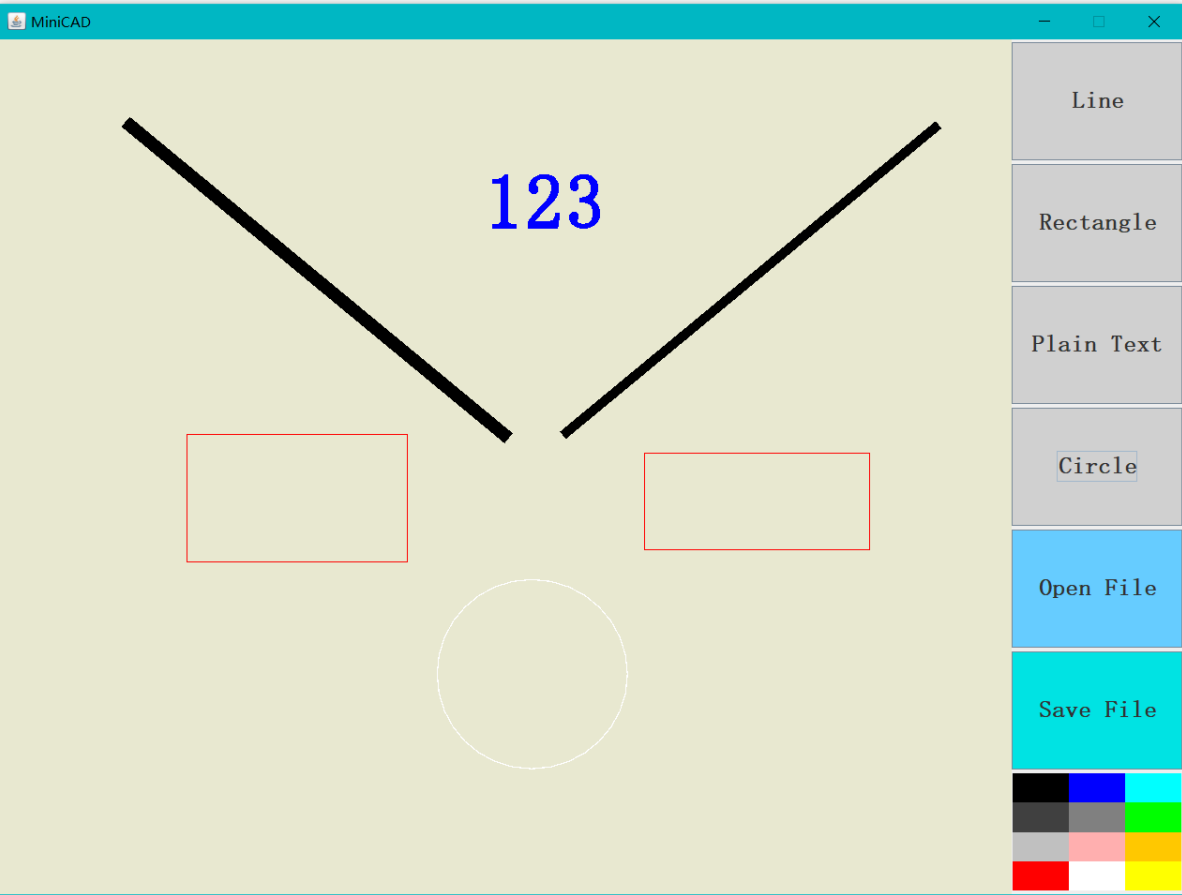 MiniCAD
123
Line
Rectangle
Plain Text
Circle
Open File
Save File